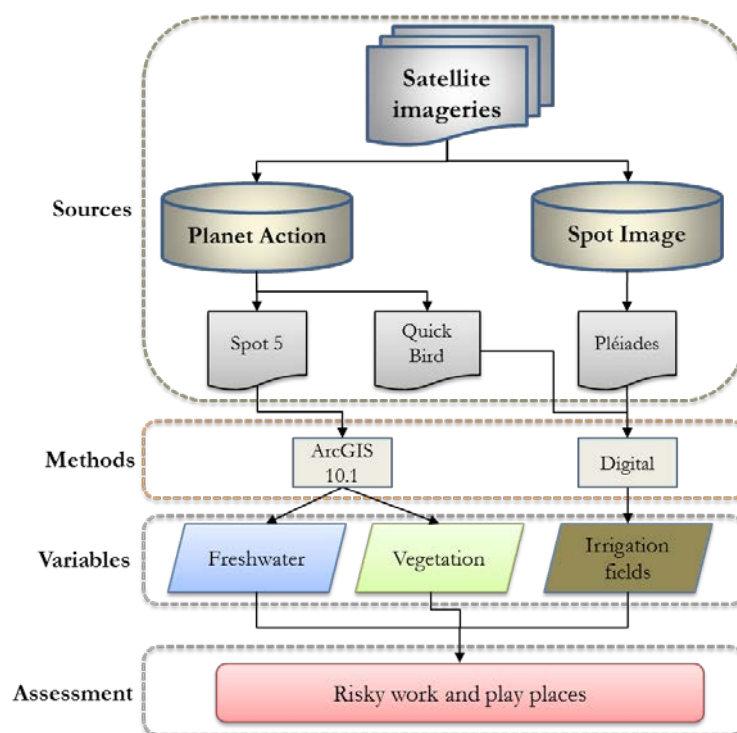 Satellite
imageries
Sources
Planet Action
Spot Image
Spot 5
Quick
Bird
Pléiades
Methods
ArcGIS
10.1
Digital
Variables
Freshwater
Vegetation
Irrigation
fields
Assessment
Risky work and play places